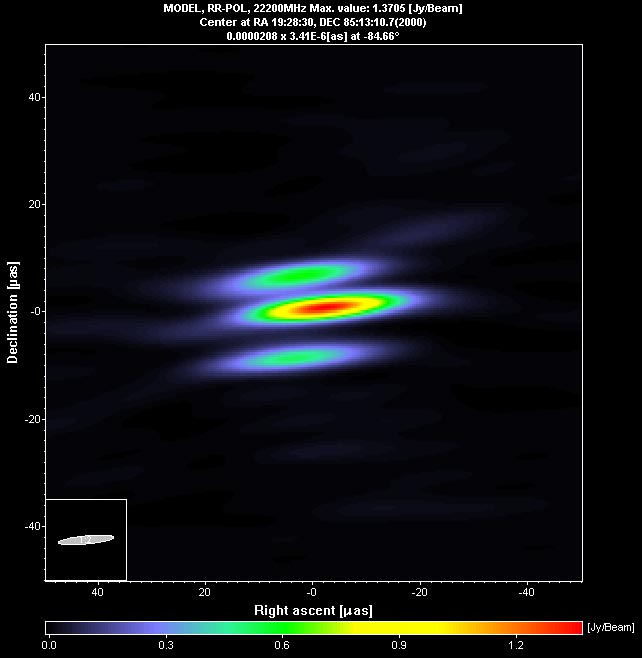 MODEL, RR-POL, 22200MHz Max. value: 1.3705 [Jy/Beam]
Center at RA 19:28:30, DEC 85:13:10.7(2000)
0.0000208 x 3.41E-6[as] at -84.66°
40
20
-0
-20
-40
Declination [µas]
1.2
40 20 -0 -20 -40
Right ascent [µas]
[Jy/Beam]
0.0 0.3 0.6 0.9 1.2